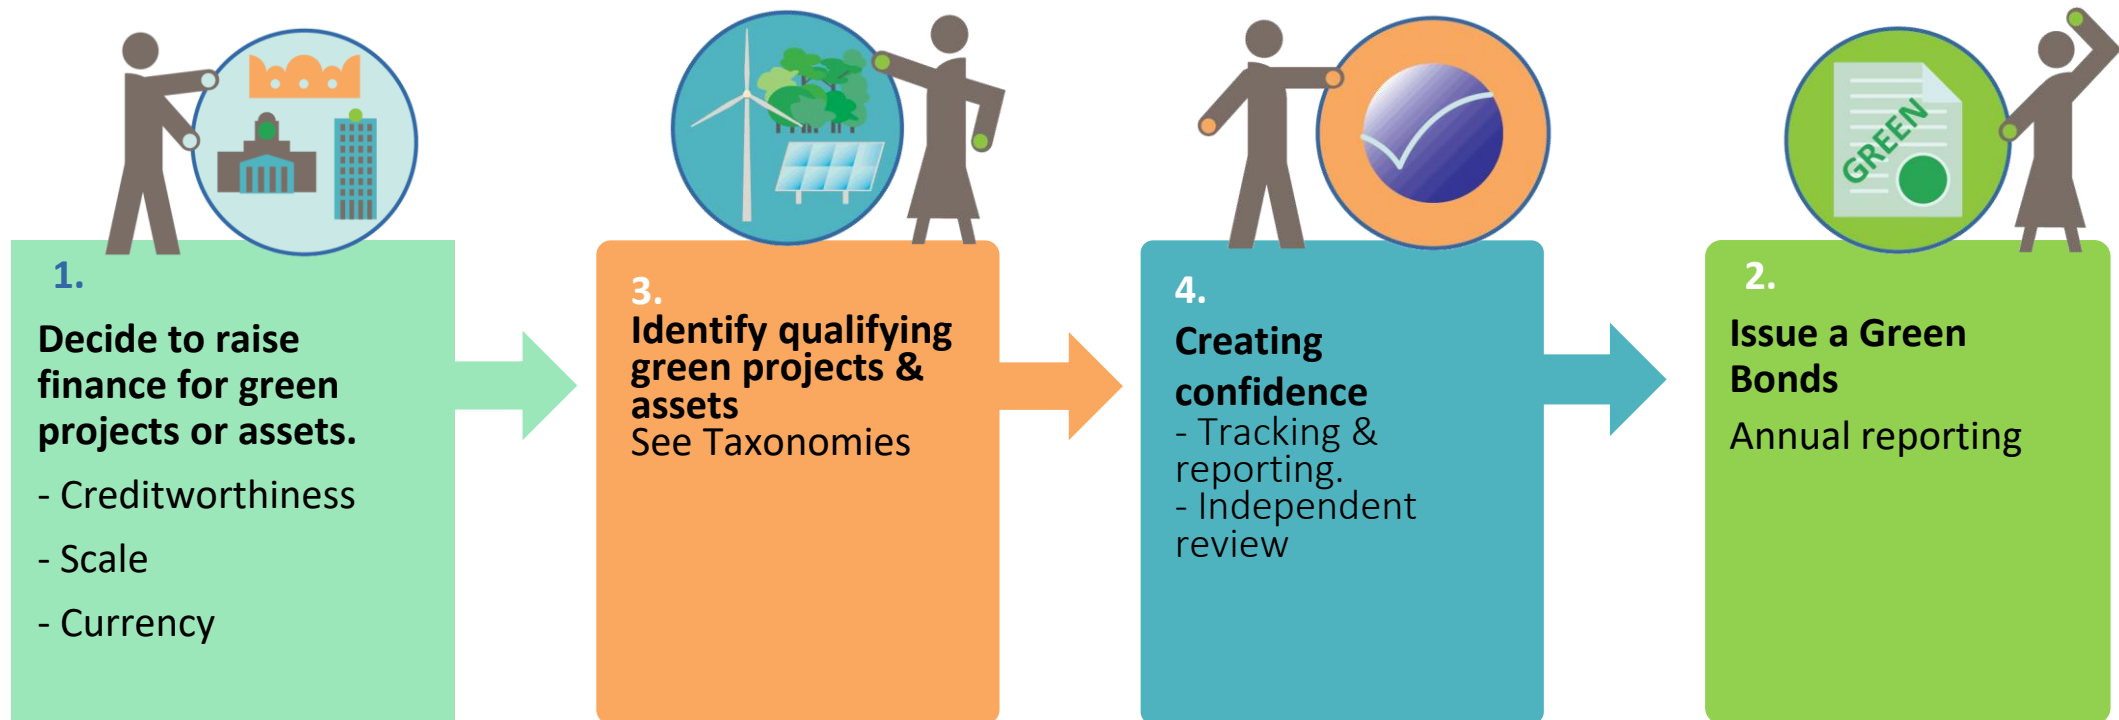 1.
Decide to raise
finance for green
projects or assets.
- Creditworthiness
- Scale
- Currency
3.
Identify qualifying
green projects &
assets
See Taxonomies
4.
Creating
confidence
- Tracking &
reporting.
- Independent
review
GREEN
2.
Issue a Green
Bonds
Annual reporting